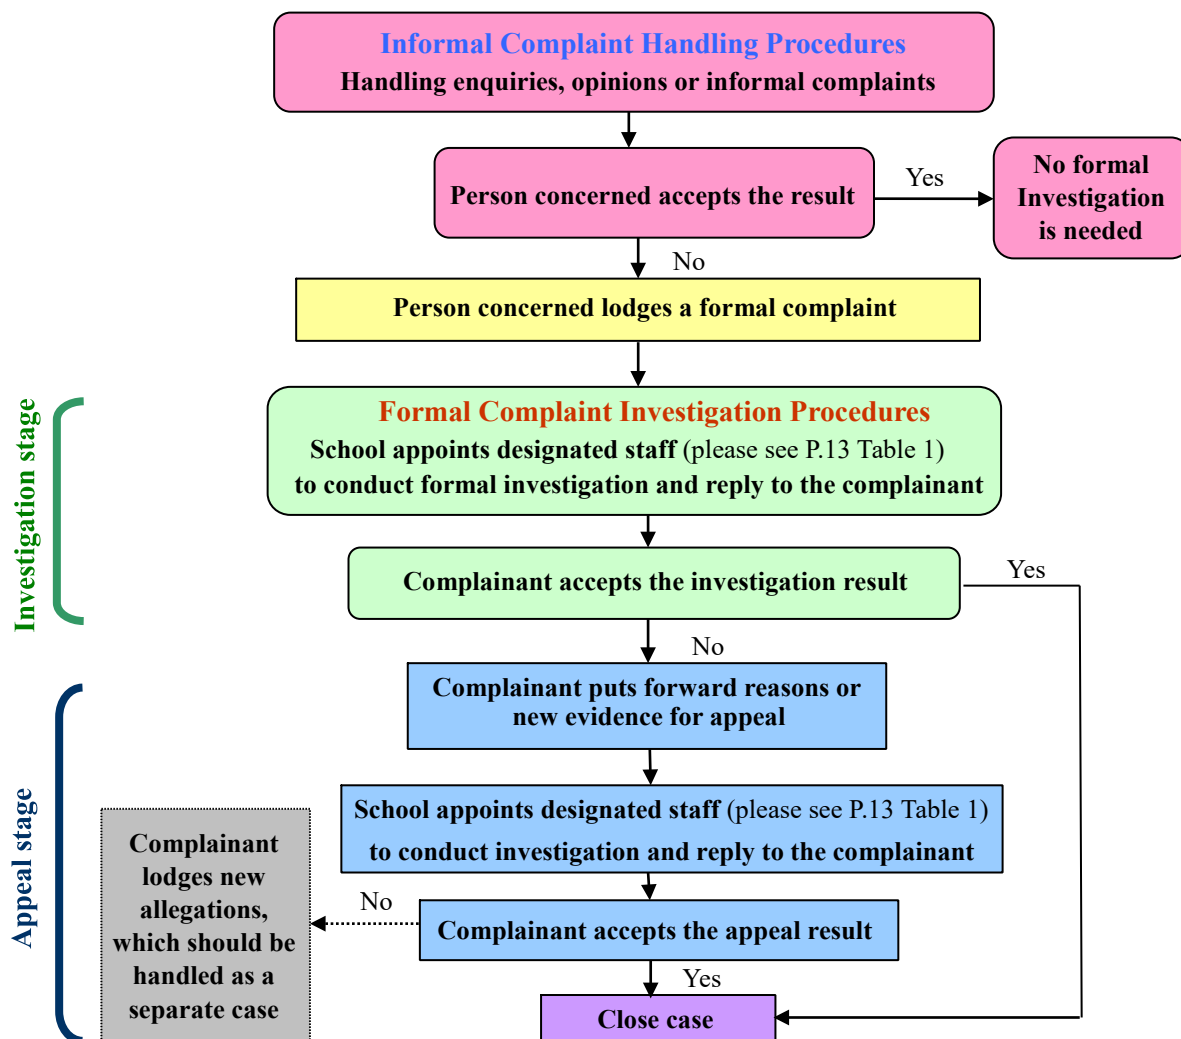 Informal Complaint Handling Procedures
Handling enquiries, opinions or informal complaints
Person concerned accepts the result
Yes
No formal
Investigation
is needed
No
Person concerned lodges a formal complaint
Investigation stage
Formal Complaint Investigation Procedures
School appoints designated staff (please see P.13 Table 1)
to conduct formal investigation and reply to the complainant
Complainant accepts the investigation result
Yes
No
Appeal stage
Complainant puts forward reasons or
new evidence for appeal
School appoints designated staff (please see P.13 Table 1)
to conduct investigation and reply to the complainant
Complainant accepts the appeal result
No
Complainant
lodges new
allegations,
which should be
handled as a
separate case
Yes
Close case